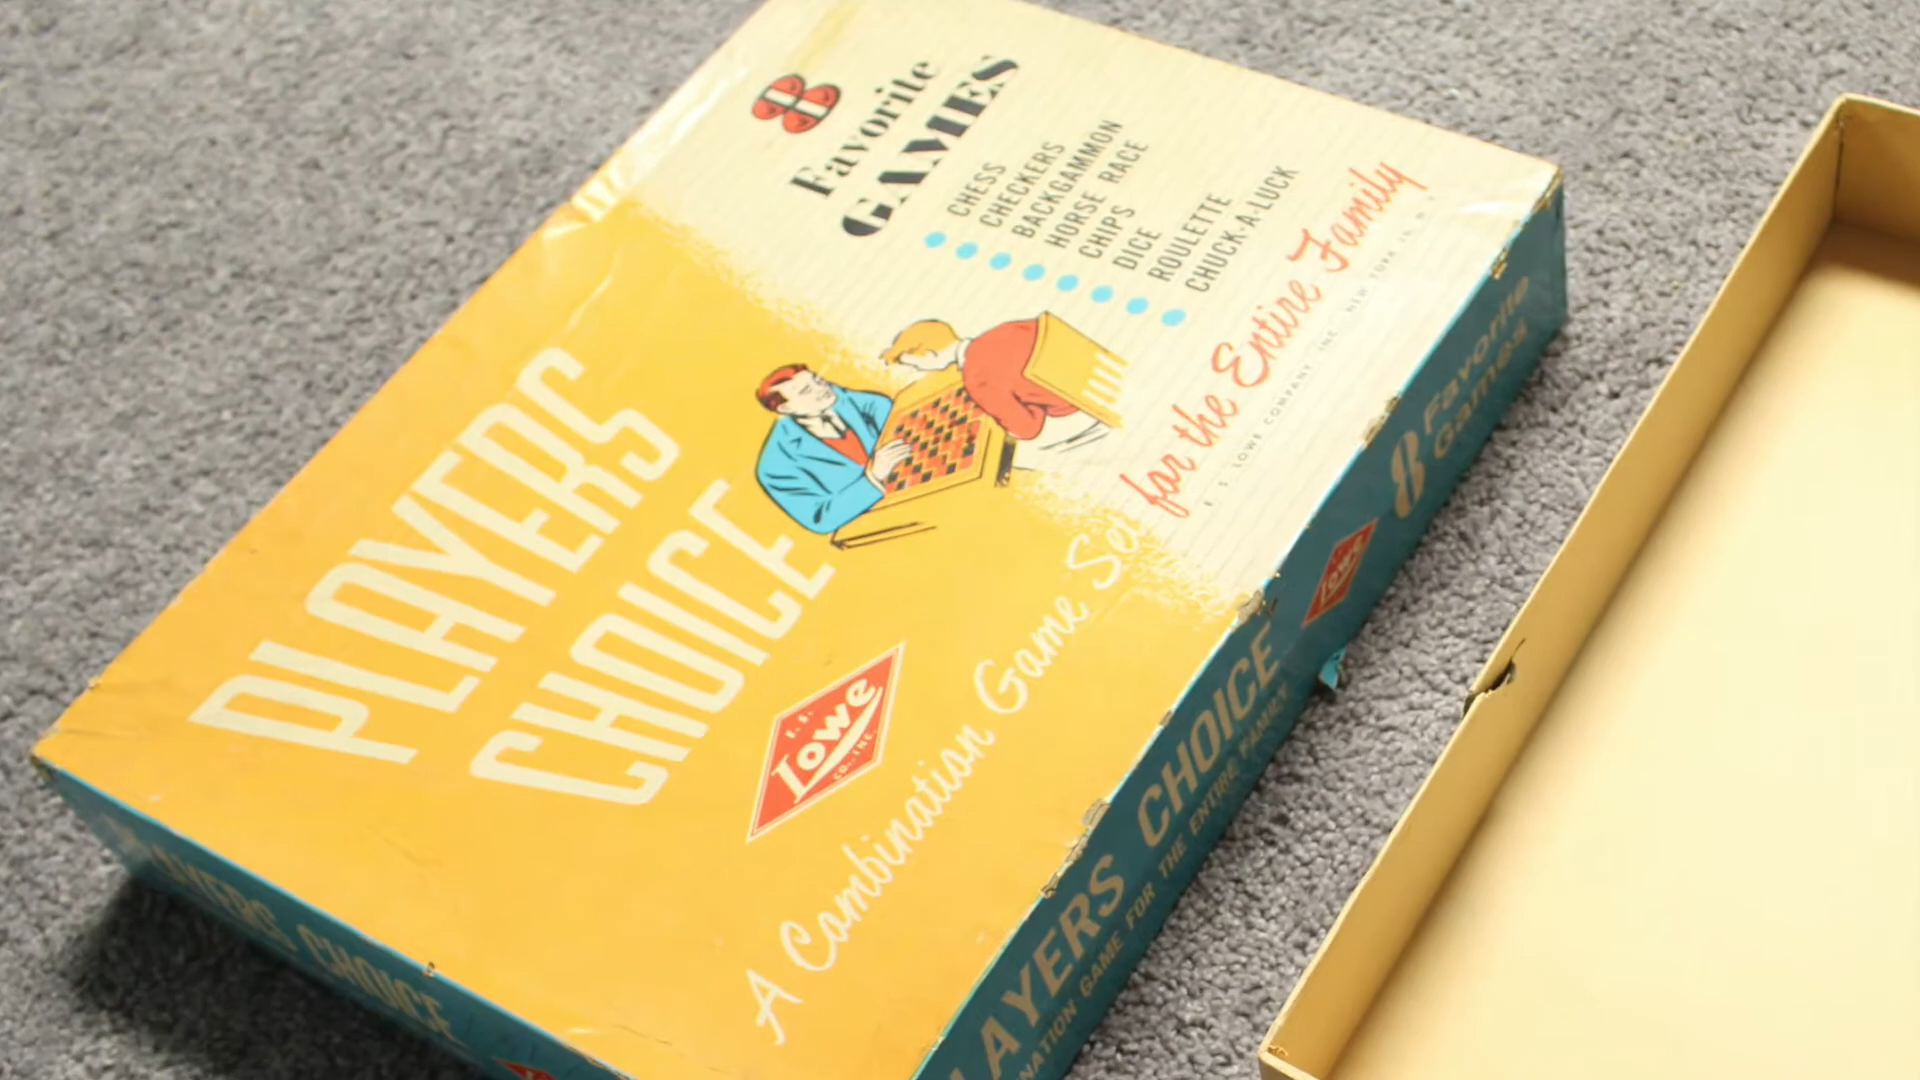 8
Favorite
GAMES
CHESS
CHECKERS
BACKGAMMON
HORSE RACE
CHIPS
DICE
ROULETTE
CHUCK-A-LUCK
for the Entire Family
E. S. LOWE COMPANY, INC. NEW YORK
PLAYERS
CHOICE
E. S.
Lowe
CO., INC.
A Combination Game Set
8 Favorite
Games
Lowe
PLAYERS CHOICE
GAME FOR THE ENTIRE FAMILY
PLAYERS CHOICE